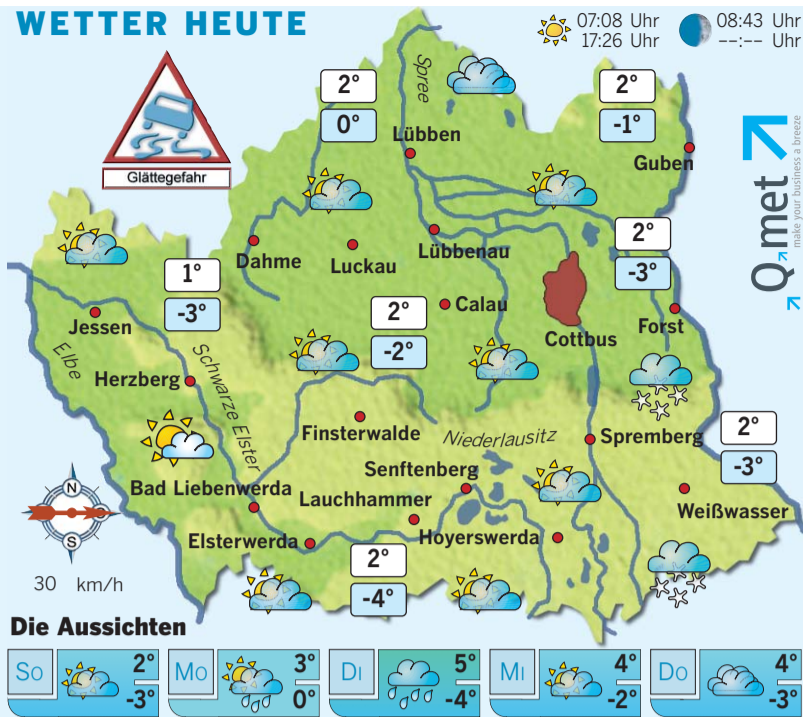 WETTER HEUTE
07:08 Uhr
17:26 Uhr
08:43 Uhr
--:-- Uhr
Glättegefahr
Q.met
make your business a breeze
Spree
2°
0°
Lübben
2°
-1°
Guben
Dahme
Luckau
Lübbenau
2°
-3°
1°
-3°
Jessen
Calau
2°
-2°
Cottbus
Forst
Elbe
Herzberg
Schwarze Elster
Finsterwalde
Niederlausitz
Spremberg
2°
-3°
Senftenberg
Bad Liebenwerda
Lauchhammer
Weißwasser
Elsterwerda
Hoyerswerda
N
S
30 km/h
2°
-4°
Die Aussichten
So
2°
-3°
Mo
3°
0°
Di
5°
-4°
Mi
4°
-2°
Do
4°
-3°